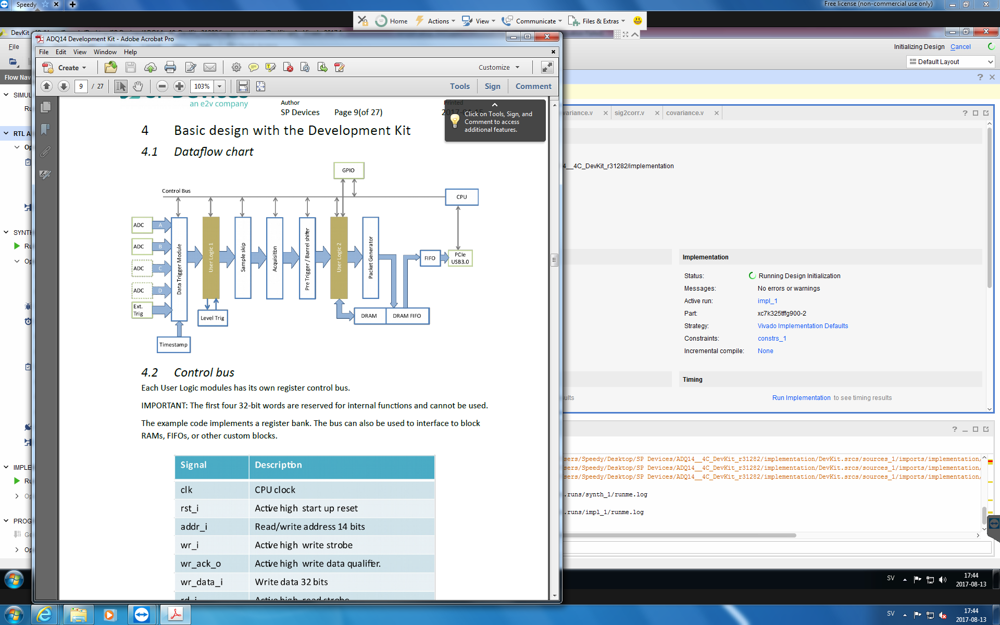 Speedy
Free license (non-commercial use only)
Home
Actions
View
Communicate
Files & Extras
DevKit
ADQ14 Development Kit - Adobe Acrobat Pro
File
File Edit View Window Help
Initializing Design Cancel
Create
Customize
Default Layout
Flow Nav
9 / 27
103%
Tools Sign Comment
SIMUL
Ru
an e2v company
Author
SP Devices Page 9(of 27)
Printed
Click on Tools, Sign, and
Comment to access
additional features.
variance.v sig2corr.v covariance.v
4 Basic design with the Development Kit
RTL A
Op
4.1 Dataflow chart
4__4C_DevKit_r31282/implementation
GPIO
Control Bus
CPU
ADC A
ADC B
ADC C
ADC D
Ext.
Trig
Data Trigger Module
User Logic 1
Sample skip
Acquisition
Pre Trigger / Barrel shifter
User Logic 2
Packet Generator
FIFO
PCIe
USB3.0
Level Trig
DRAM DRAM FIFO
Timestamp
SYNTH
Ru
Op
Implementation
Status: Running Design Initialization
Messages: No errors or warnings
Active run: impl_1
Part: xc7k325tffg900-2
Strategy: Vivado Implementation Defaults
Constraints: constrs_1
Incremental compile: None
Timing
Run Implementation to see timing results
ults
4.2 Control bus
Each User Logic modules has its own register control bus.
IMPORTANT: The first four 32-bit words are reserved for internal functions and cannot be used.
The example code implements a register bank. The bus can also be used to interface to block
RAMs, FIFOs, or other custom blocks.
Signal Description
clk CPU clock
rst_i Active high start up reset
addr_i Read/write address 14 bits
wr_i Active high write strobe
wr_ack_o Active high write data qualifier.
wr_data_i Write data 32 bits
rd_i Active high read strobe
IMPLE
Ru
Op
PROG
Ge
Op
sers/Speedy/Desktop/SP Devices/ADQ14__4C_DevKit_r31282/implementation/DevKit.srcs/sources_1/imports/implementation/
sers/Speedy/Desktop/SP Devices/ADQ14__4C_DevKit_r31282/implementation/DevKit.srcs/sources_1/imports/implementation/
sers/Speedy/Desktop/SP Devices/ADQ14__4C_DevKit_r31282/implementation/DevKit.srcs/sources_1/imports/implementation/
.runs/synth_1/runme.log
.runs/impl_1/runme.log
SV
17:44
2017-08-13
SV
17:44
2017-08-13